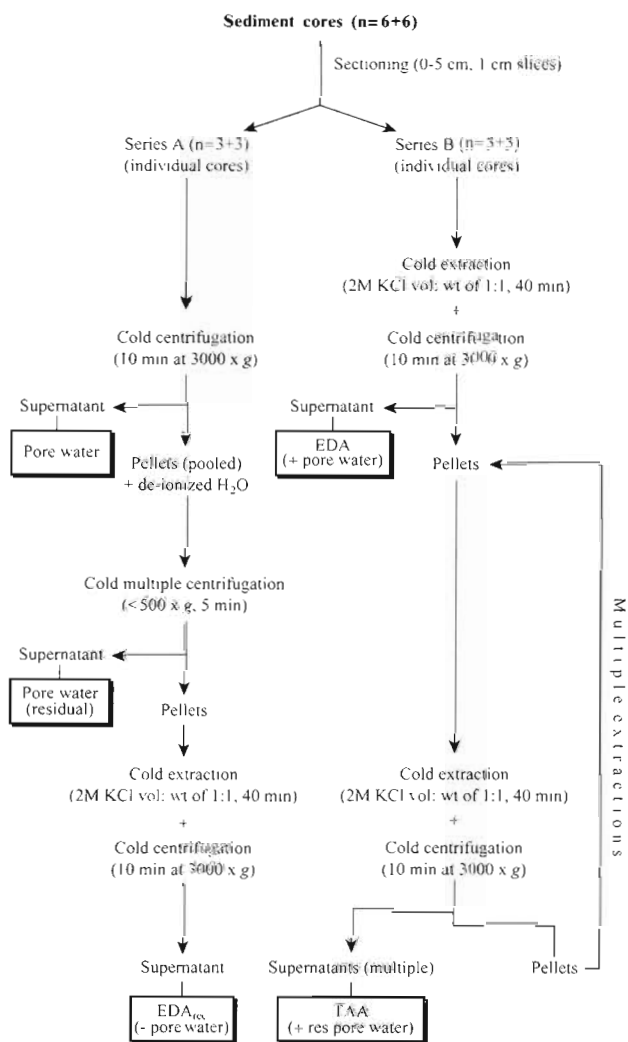 Sediment cores (n=6+6)
Sectioning (0-5 cm, 1 cm slices)
Series A (n=3+3)
(individual cores)
Series B (n=3+3)
(individual cores)
Cold extraction
(2M KCl vol: wt of 1:1, 40 min)
+
Cold centrifugation
(10 min at 3000 x g)
Cold centrifugation
(10 min at 3000 x g)
Supernatant
Pore water
Supernatant
EDA
(+ pore water)
Pellets (pooled)
+ de-ionized H2O
Pellets
Cold multiple centrifugation
(<500 x g, 5 min)
Supernatant
Pore water
(residual)
Pellets
Multiple extractions
Cold extraction
(2M KCl vol: wt of 1:1, 40 min)
+
Cold centrifugation
(10 min at 3000 x g)
Cold extraction
(2M KCl vol: wt of 1:1, 40 min)
+
Cold centrifugation
(10 min at 3000 x g)
Supernatant
EDAres
(- pore water)
Supernatants (multiple)
TAA
(+ res pore water)
Pellets